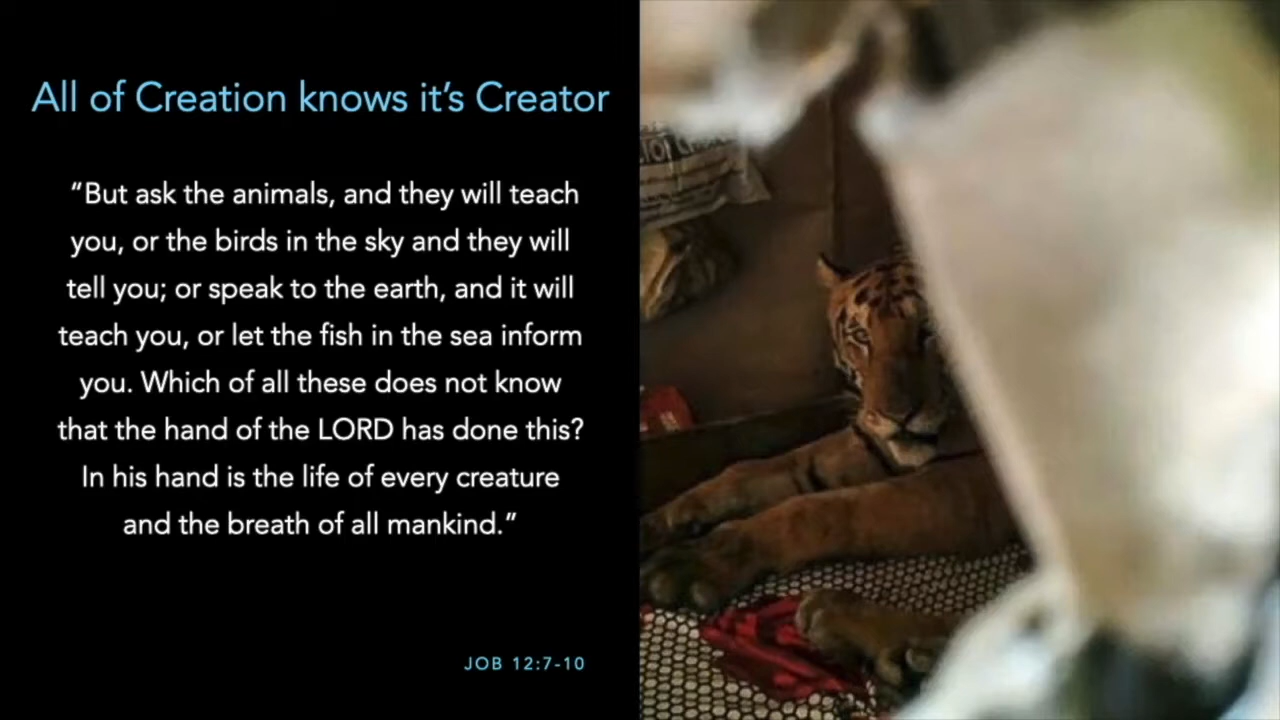 All of Creation knows it's Creator
“But ask the animals, and they will teach
you, or the birds in the sky and they will
tell you; or speak to the earth, and it will
teach you, or let the fish in the sea inform
you. Which of all these does not know
that the hand of the LORD has done this?
In his hand is the life of every creature
and the breath of all mankind.”
JOB 12:7-10